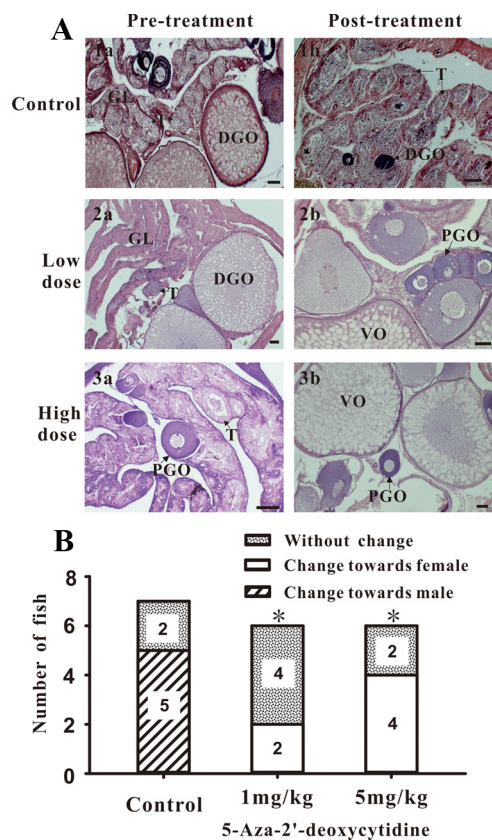 A
Pre-treatment Post-treatment
Control
1a
GL
T
DGO
1b
T
DGO
Low dose
2a
GL
T
DGO
2b
PGO
VO
High dose
3a
T
PGO
3b
VO
PGO
B
Without change
Change towards female
Change towards male
Number of fish
8
6
4
2
0
2
5
*
4
2
*
2
4
Control 1mg/kg 5mg/kg
5-Aza-2'-deoxycytidine